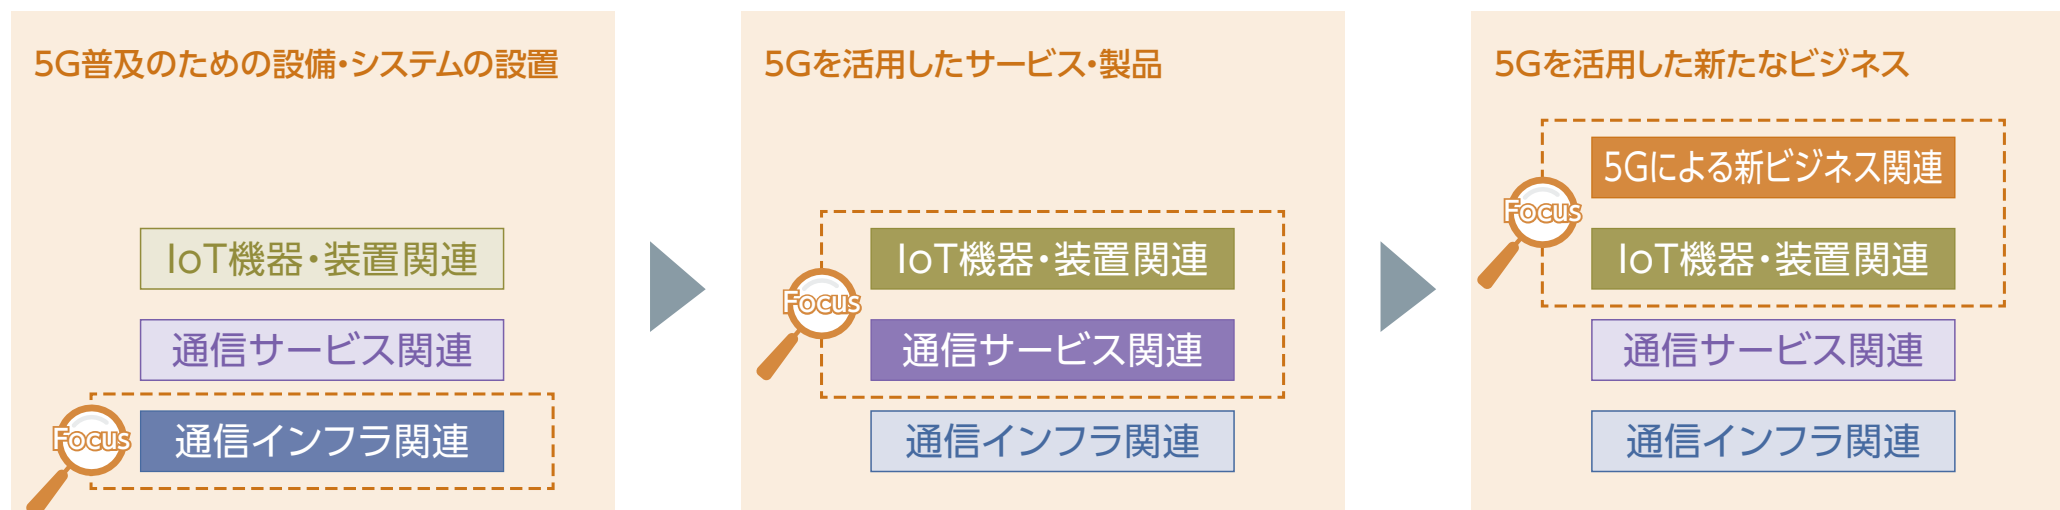 5G普及のための設備・システムの設置
IoT機器・装置関連
通信サービス関連
Focus
通信インフラ関連
5Gを活用したサービス・製品
IoT機器・装置関連
Focus
通信サービス関連
通信インフラ関連
5Gを活用した新たなビジネス
5Gによる新ビジネス関連
Focus
IoT機器・装置関連
通信サービス関連
通信インフラ関連